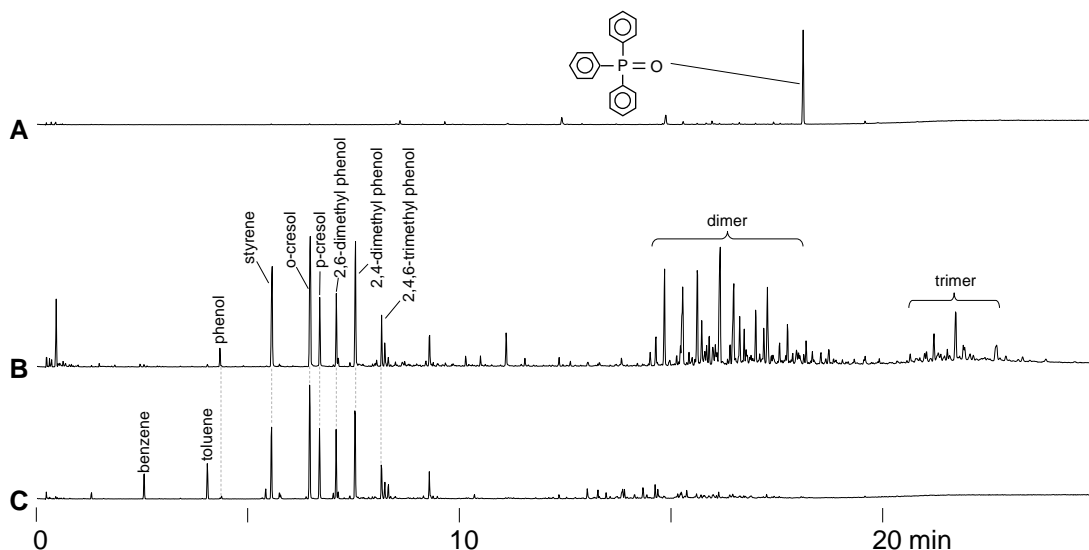 P
O
A
phenol
styrene
o-cresol
p-cresol
2,6-dimethyl phenol
2,4-dimethyl phenol
2,4,6-trimethyl phenol
dimer
trimer
B
benzene
toluene
C
0
10
20 min